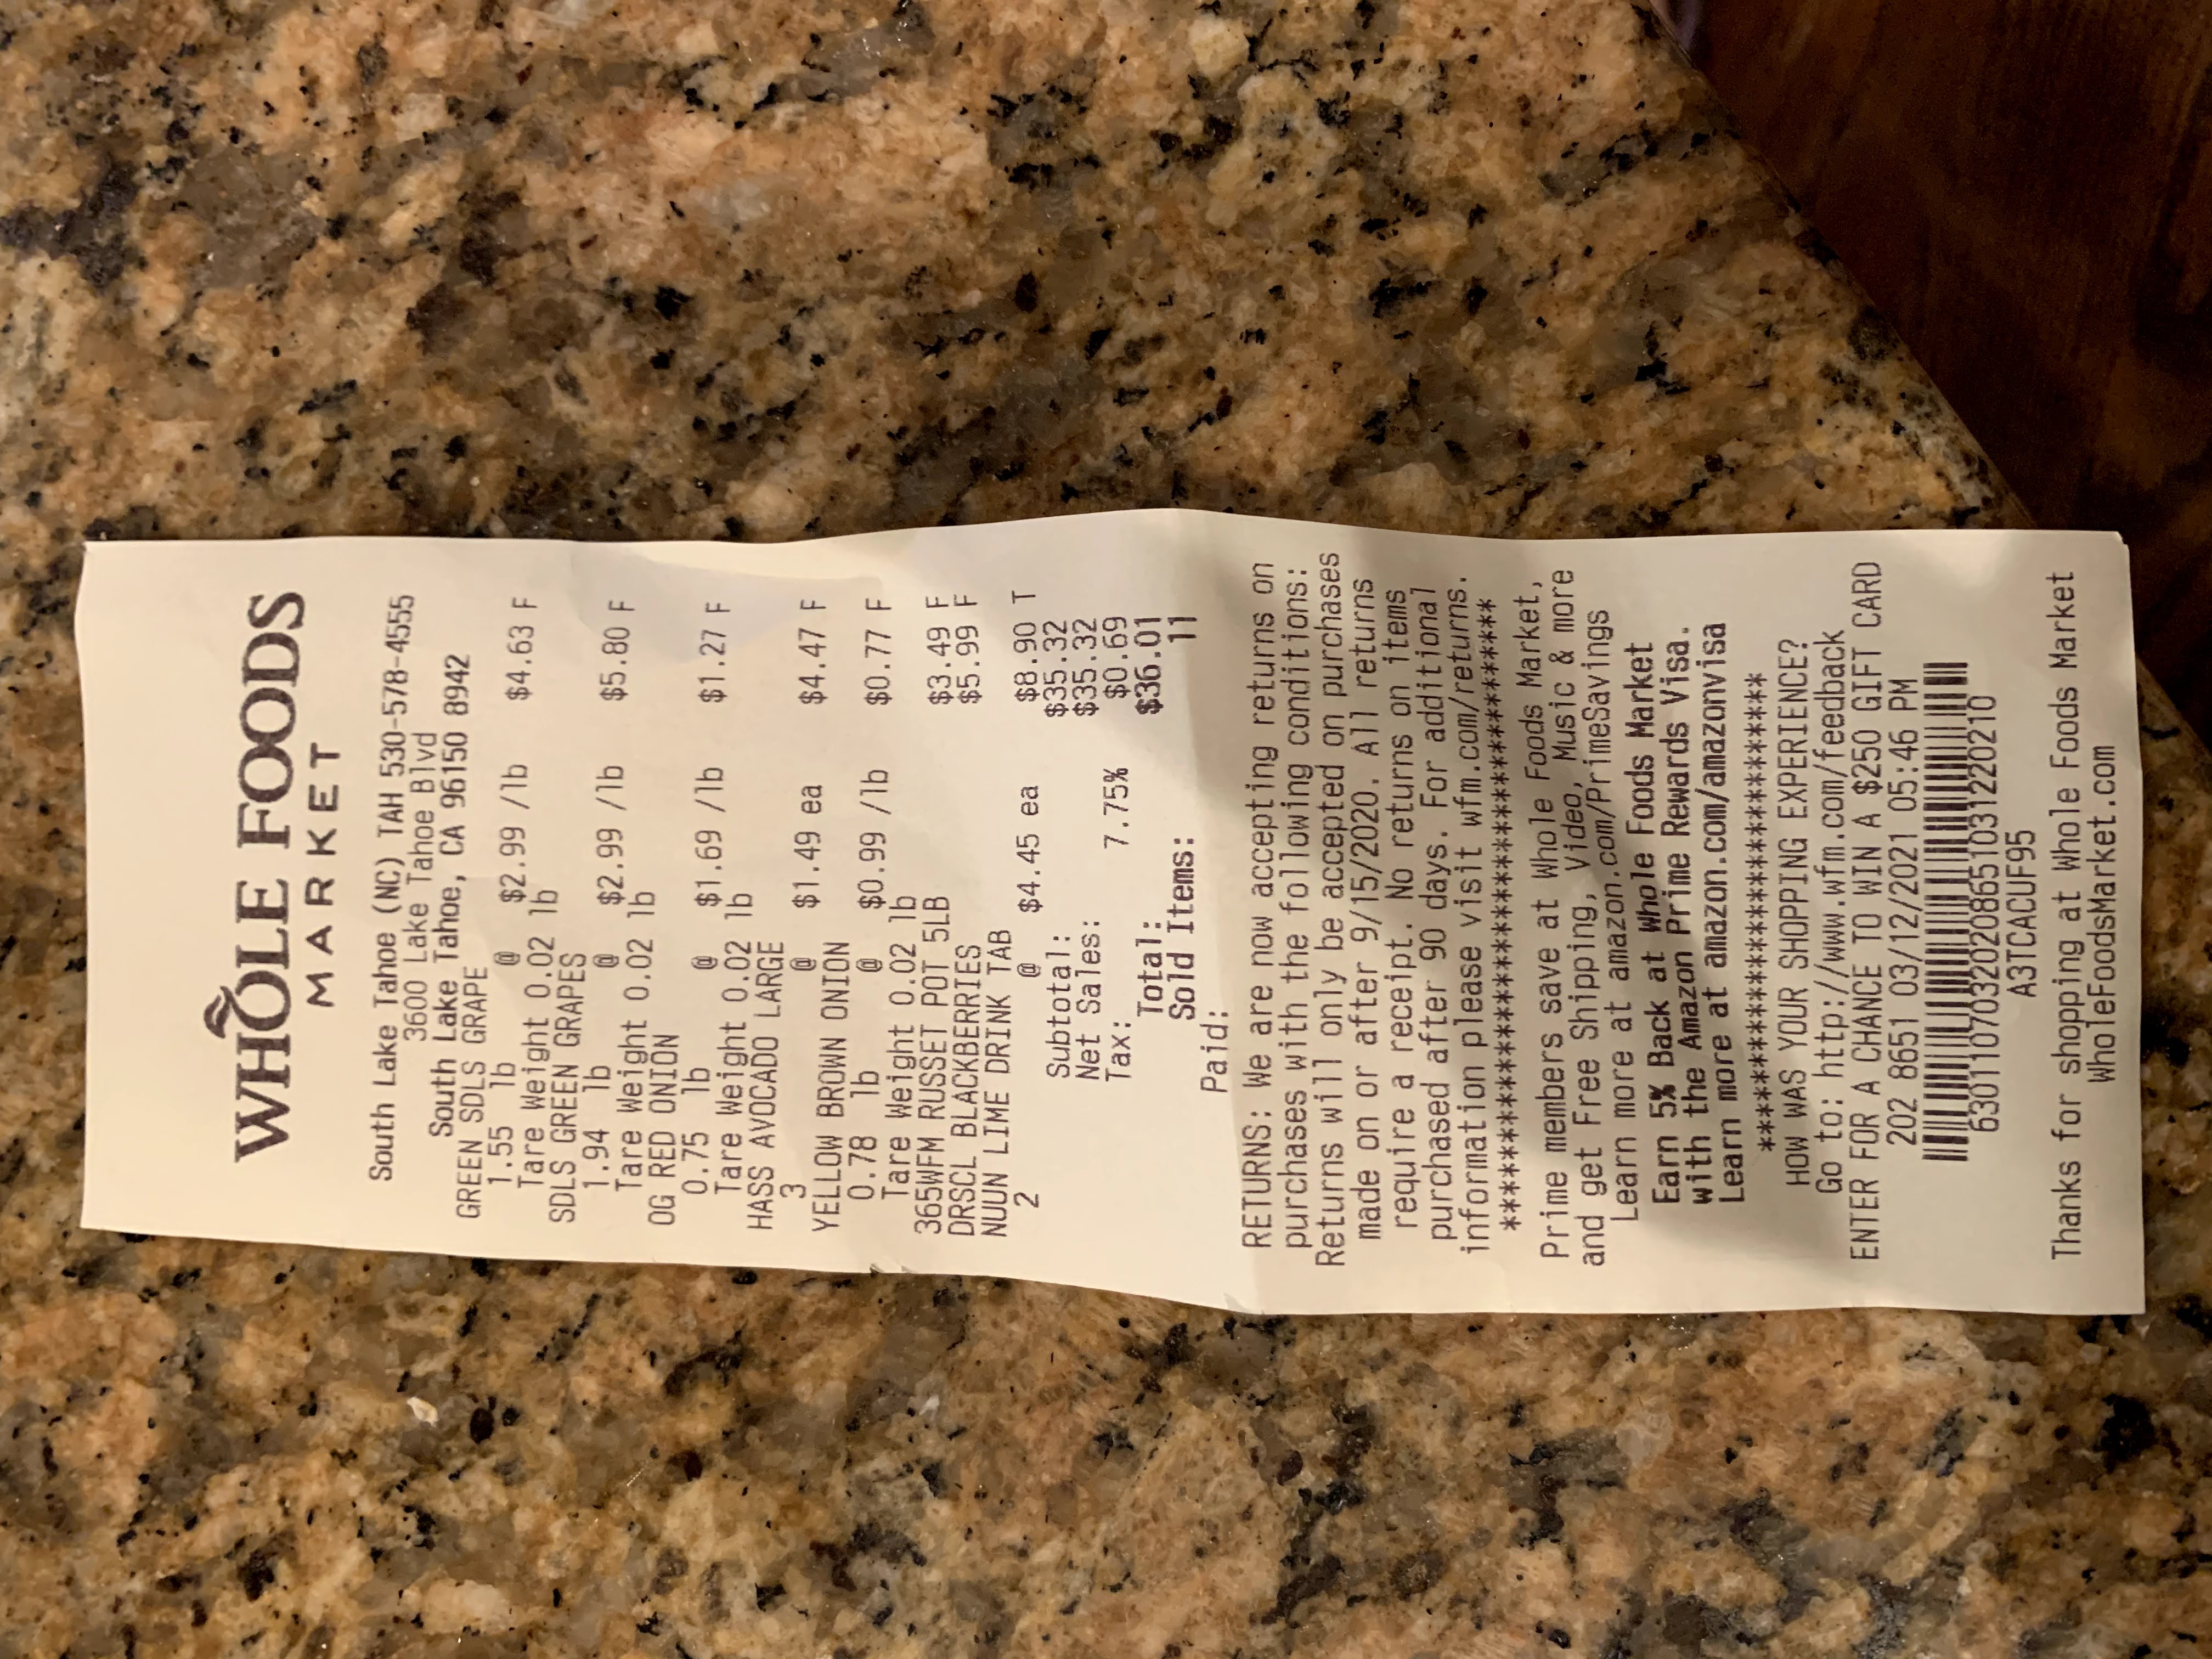 WHOLE FOODS
MARKET
South Lake Tahoe (NC) TAH 530-578-4555
3600 Lake Tahoe Blvd
South Lake Tahoe, CA 96150 8942
GREEN SDLS GRAPE
1.55 lb @ $2.99 /lb $4.63 F
Tare Weight 0.02 lb
SDLS GREEN GRAPES
1.94 lb @ $2.99 /lb $5.80 F
Tare Weight 0.02 lb
OG RED ONION
0.75 lb @ $1.69 /lb $1.27 F
Tare Weight 0.02 lb
HASS AVOCADO LARGE
3 @ $1.49 ea $4.47 F
YELLOW BROWN ONION
0.78 lb @ $0.99 /lb $0.77 F
Tare Weight 0.02 lb
365WFM RUSSET POT 5LB $3.49 F
DRSCL BLACKBERRIES $5.99 F
NUUN LIME DRINK TAB
2 @ $4.45 ea $8.90 T
Subtotal: $35.32
Net Sales: $35.32
Tax: 7.75% $0.69
Total: $36.01
Sold Items: 11
Paid:
RETURNS: We are now accepting returns on
purchases with the following conditions:
Returns will only be accepted on purchases
made on or after 9/15/2020. All returns
require a receipt. No returns on items
purchased after 90 days. For additional
information please visit wfm.com/returns.
************************************
Prime members save at Whole Foods Market,
and get Free Shipping, Video, Music & more
Learn more at amazon.com/PrimeSavings
Earn 5% Back at Whole Foods Market
with the Amazon Prime Rewards Visa.
Learn more at amazon.com/amazonvisa
*****************************
HOW WAS YOUR SHOPPING EXPERIENCE?
Go to: http://www.wfm.com/feedback
ENTER FOR A CHANCE TO WIN A $250 GIFT CARD
202 8651 03/12/2021 05:46 PM
63011070320208651031220210
A3TCACUF95
Thanks for shopping at Whole Foods Market
WholeFoodsMarket.com